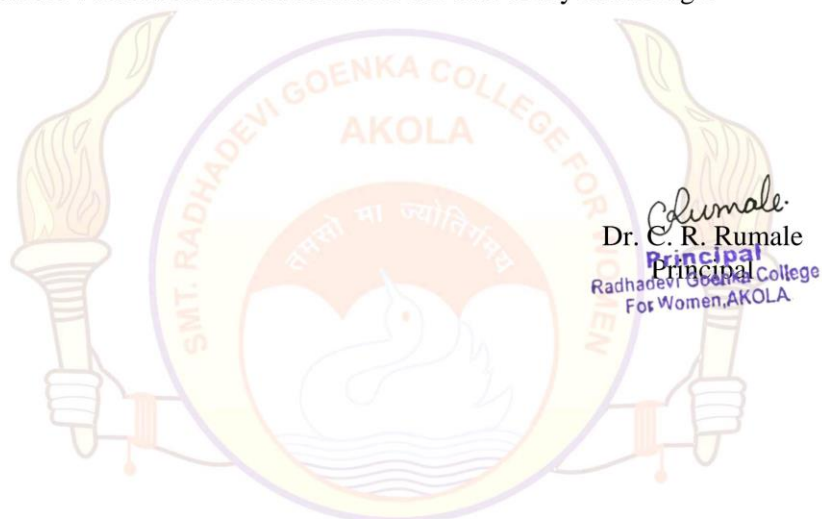 SMT. RADHADEVI GOENKA COLLEGE FOR WOMEN
AKOLA
तमसो मा ज्योतिर्गमय
Rumale.
Dr. C. R. Rumale
Principal
Principal
Radhadevi Goenka College
For Women, AKOLA